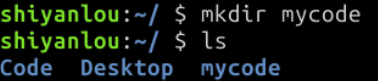 shiyanlou:~/ $ mkdir mycode
shiyanlou:~/ $ ls
Code  Desktop  mycode